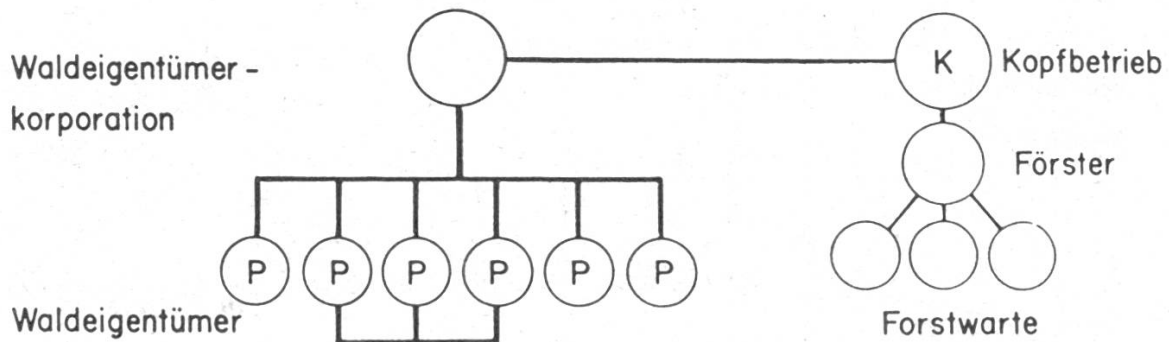 Waldeigentümer -
korporation
K
Kopfbetrieb
Förster
P P P P P P
Waldeigentümer
Forstwarte